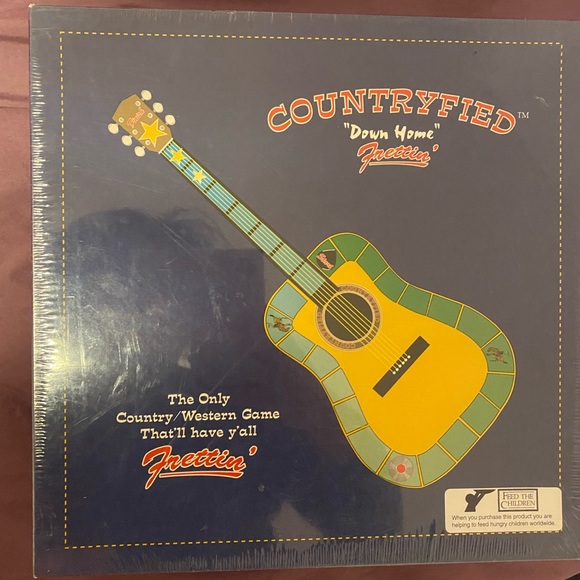 COUNTRYFIED™
"Down Home"
Frettin'
The Only
Country/Western Game
That'll have y'all
Frettin'
FEED THE
CHILDREN
When you purchase this product you are
helping to feed hungry children worldwide.